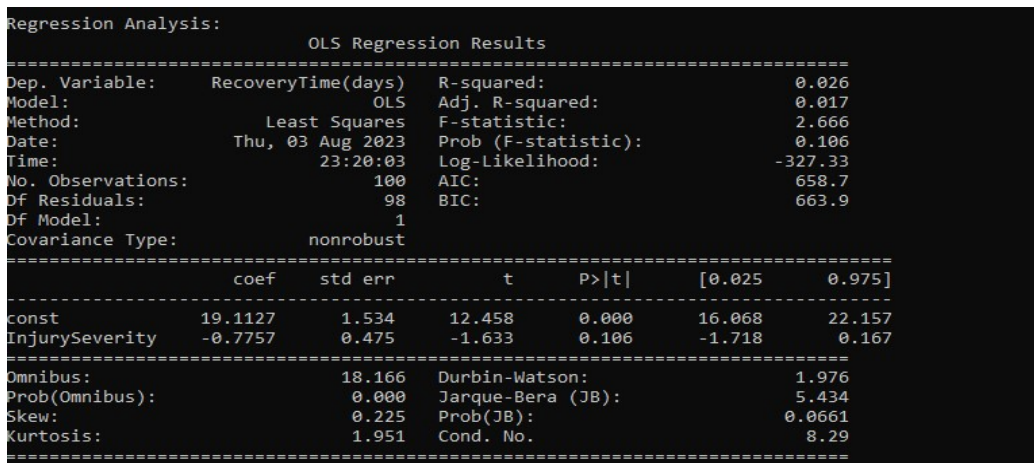 Regression Analysis:
                            OLS Regression Results
==============================================================================
Dep. Variable:     RecoveryTime(days)   R-squared:                       0.026
Model:                            OLS   Adj. R-squared:                  0.017
Method:                 Least Squares   F-statistic:                     2.666
Date:                Thu, 03 Aug 2023   Prob (F-statistic):              0.106
Time:                        23:20:03   Log-Likelihood:                -327.33
No. Observations:                 100   AIC:                             658.7
Df Residuals:                      98   BIC:                             663.9
Df Model:                           1
Covariance Type:            nonrobust
==================================================================================
                     coef    std err          t      P>|t|      [0.025      0.975]
----------------------------------------------------------------------------------
const             19.1127      1.534     12.458      0.000      16.068      22.157
InjurySeverity    -0.7757      0.475     -1.633      0.106      -1.718       0.167
==============================================================================
Omnibus:                       18.166   Durbin-Watson:                   1.976
Prob(Omnibus):                  0.000   Jarque-Bera (JB):                5.434
Skew:                           0.225   Prob(JB):                       0.0661
Kurtosis:                       1.951   Cond. No.                         8.29
==============================================================================